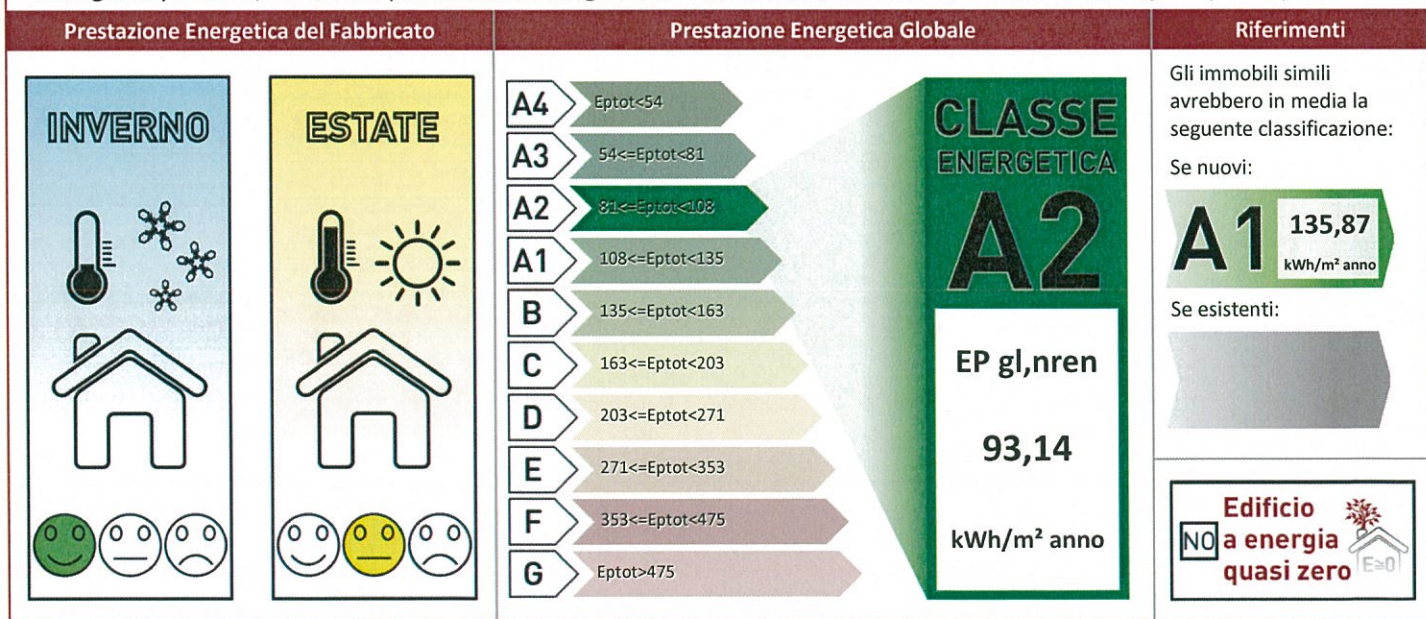 Prestazione Energetica del Fabbricato
Prestazione Energetica Globale
Riferimenti
INVERNO
ESTATE
A4 Eptot<54
A3 54<=Eptot<81
A2 81<=Eptot<108
A1 108<=Eptot<135
B 135<=Eptot<163
C 163<=Eptot<203
D 203<=Eptot<271
E 271<=Eptot<353
F 353<=Eptot<475
G Eptot>475
CLASSE
ENERGETICA
A2
EP gl,nren
93,14
kWh/m² anno
Gli immobili simili
avrebbero in media la
seguente classificazione:
Se nuovi:
A1 135,87
kWh/m² anno
Se esistenti:
Edificio
NO a energia
quasi zero
E≅0